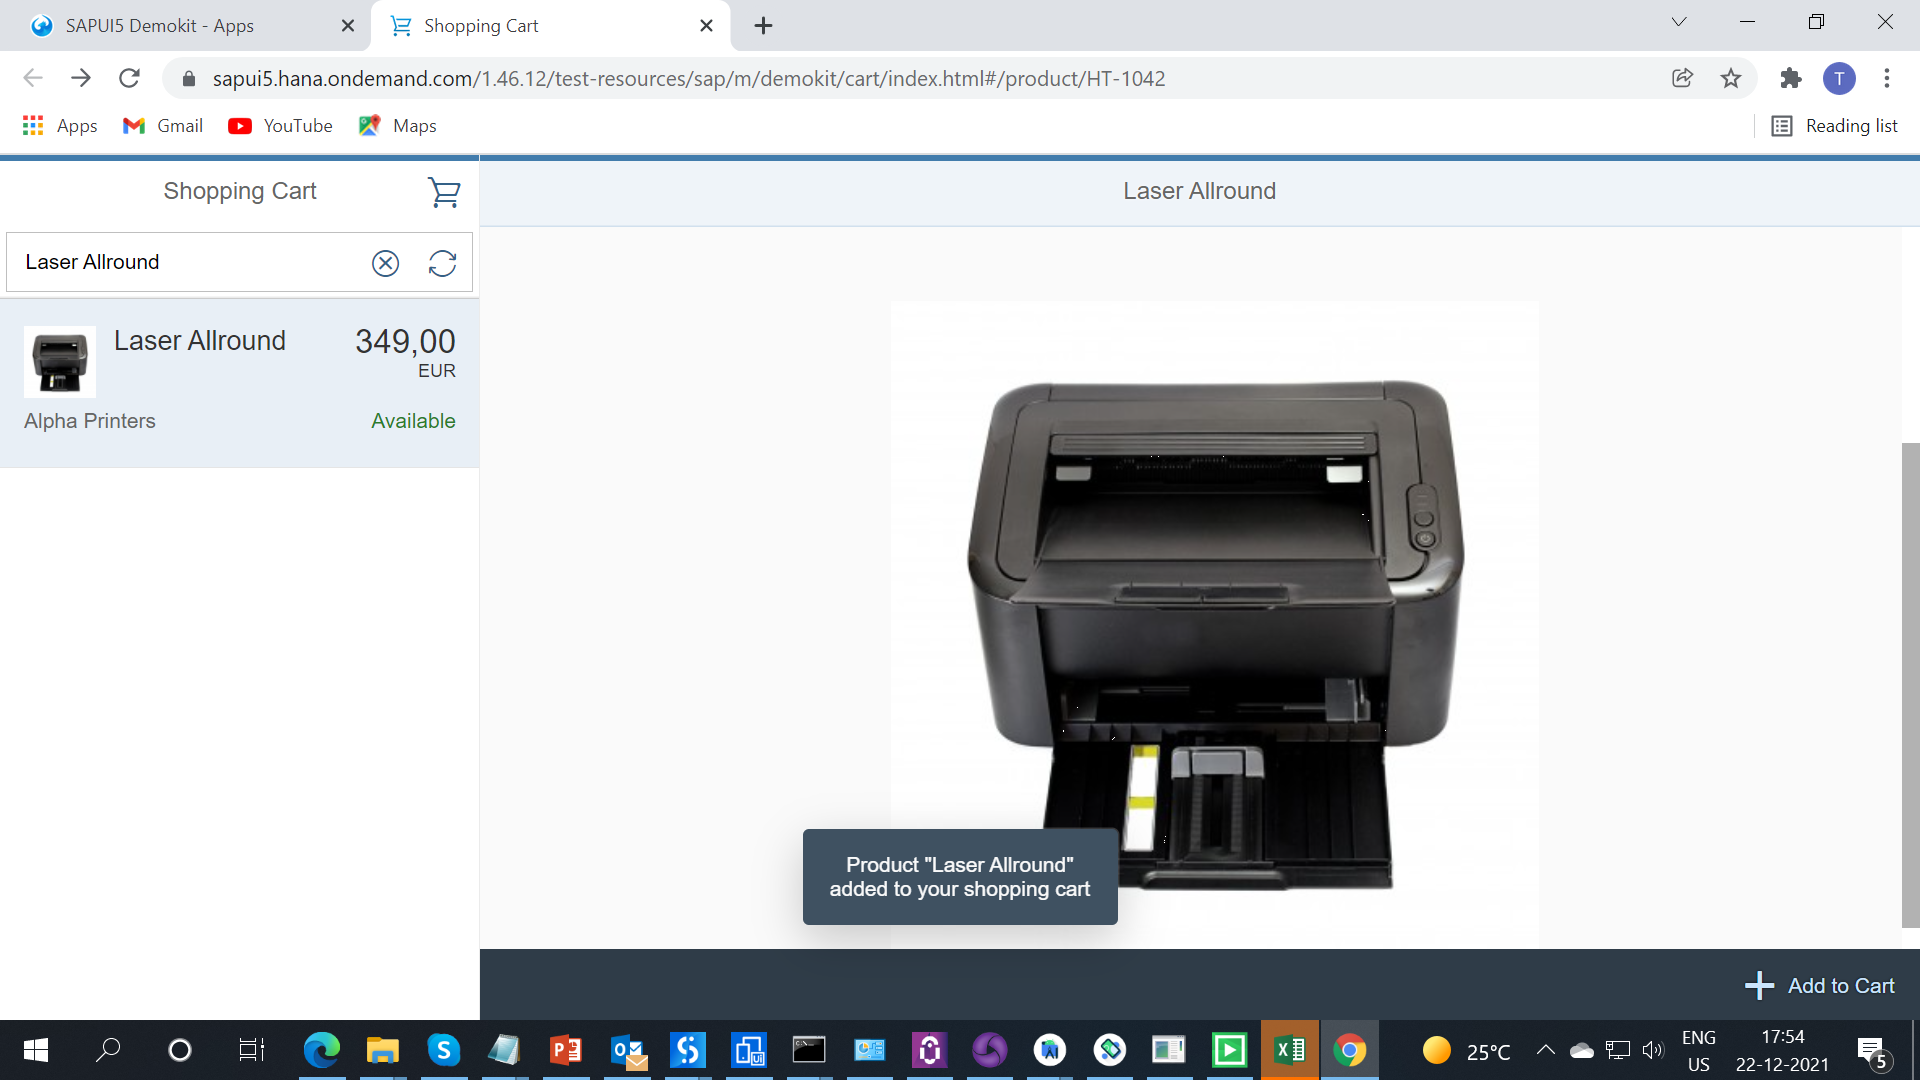 SAPUI5 Demokit - Apps
Shopping Cart
sapui5.hana.ondemand.com/1.46.12/test-resources/sap/m/demokit/cart/index.html#/product/HT-1042
T
Apps
Gmail
YouTube
Maps
Reading list
Shopping Cart
Laser Allround
Laser Allround
Laser Allround
349,00
EUR
Alpha Printers
Available
Product "Laser Allround"
added to your shopping cart
Add to Cart
25°C
ENG
US
17:54
22-12-2021
5